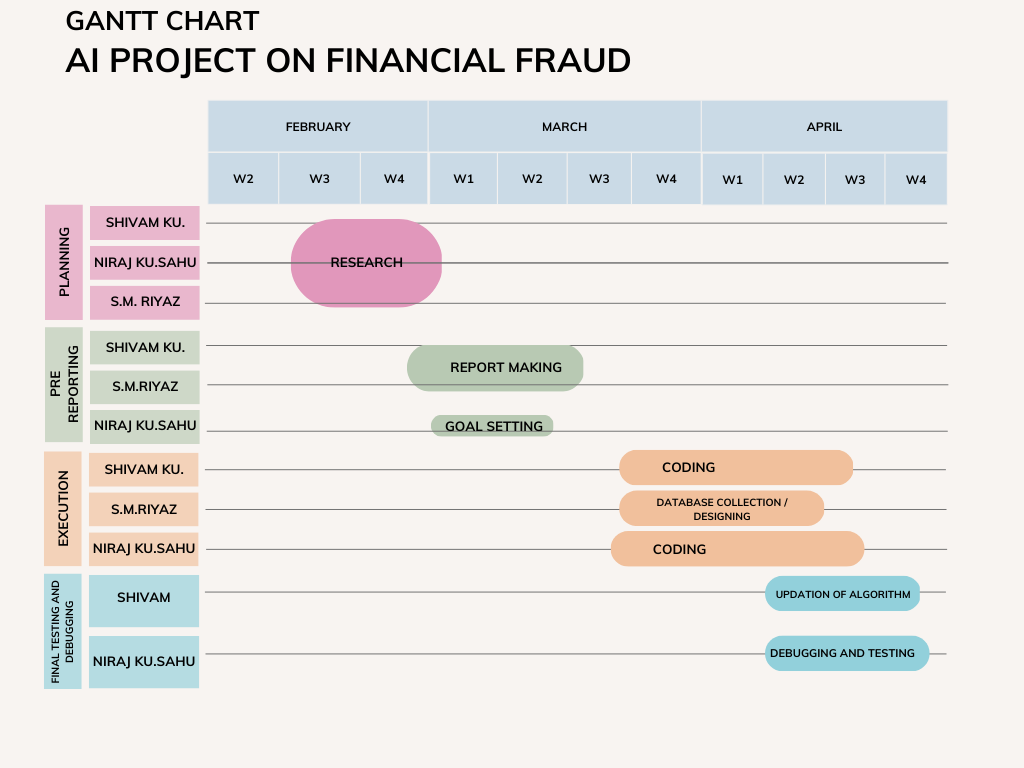 GANTT CHART
AI PROJECT ON FINANCIAL FRAUD
FEBRUARY MARCH APRIL
W2 W3 W4 W1 W2 W3 W4 W1 W2 W3 W4
PLANNING
SHIVAM KU.
NIRAJ KU.SAHU
S.M. RIYAZ
RESEARCH
PRE
REPORTING
SHIVAM KU.
S.M.RIYAZ
NIRAJ KU.SAHU
REPORT MAKING
GOAL SETTING
EXECUTION
SHIVAM KU.
S.M.RIYAZ
NIRAJ KU.SAHU
CODING
DATABASE COLLECTION /
DESIGNING
CODING
FINAL TESTING AND
DEBUGGING
SHIVAM
NIRAJ KU.SAHU
UPDATION OF ALGORITHM
DEBUGGING AND TESTING